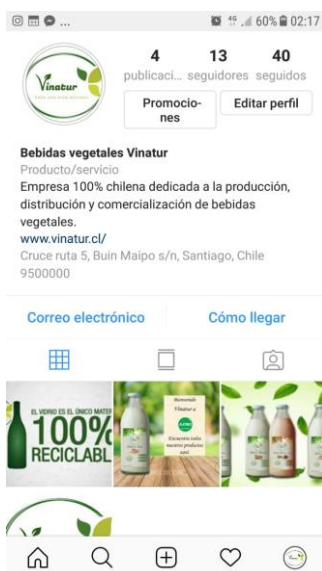 4G 60% 02:17
4 13 40
publicaci... seguidores seguidos
Vinatur
Promocio-
nes
Editar perfil
Bebidas vegetales Vinatur
Producto/servicio
Empresa 100% chilena dedicada a la producción,
distribución y comercialización de bebidas
vegetales.
www.vinatur.cl/
Cruce ruta 5, Buin Maipo s/n, Santiago, Chile
9500000
Correo electrónico
Cómo llegar
EL VIDRIO ES EL ÚNICO MATER
100%
RECICLABL
Bienvenido
Vinatur a
Encuentra todos
nuestros productos
aquí